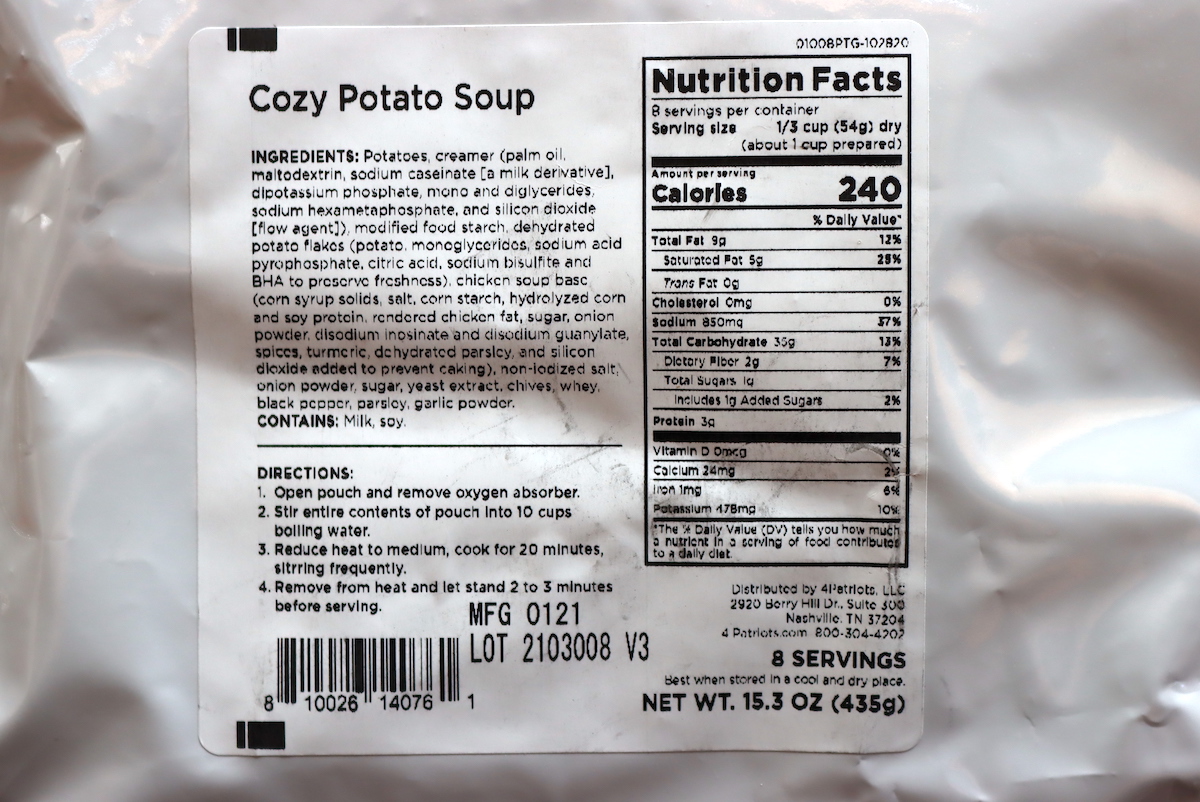 01008PTG-102820
Cozy Potato Soup
INGREDIENTS: Potatoes, creamer (palm oil,
maltodextrin, sodium caseinate [a milk derivative],
dipotassium phosphate, mono and diglycerides,
sodium hexametaphosphate, and silicon dioxide
[flow agent]), modified food starch, dehydrated
potato flakes (potato, monoglycerides, sodium acid
pyrophosphate, citric acid, sodium bisulfite and
BHA to preserve freshness), chicken soup base
(corn syrup solids, salt, corn starch, hydrolyzed corn
and soy protein, rendered chicken fat, sugar, onion
powder, disodium inosinate and disodium guanylate,
spices, turmeric, dehydrated parsley, and silicon
dioxide added to prevent caking), non-iodized salt,
onion powder, sugar, yeast extract, chives, whey,
black pepper, parsley, garlic powder.
CONTAINS: Milk, soy.
DIRECTIONS:
1. Open pouch and remove oxygen absorber.
2. Stir entire contents of pouch into 10 cups
boiling water.
3. Reduce heat to medium, cook for 20 minutes,
sitrring frequently.
4. Remove from heat and let stand 2 to 3 minutes
before serving.
MFG 0121
LOT 2103008 V3
8 10026 14076 1
Nutrition Facts
8 servings per container
Serving size 1/3 cup (54g) dry
(about 1 cup prepared)
Amount per serving
Calories 240
% Daily Value*
Total Fat 9g 12%
Saturated Fat 5g 25%
Trans Fat 0g
Cholesterol 0mg 0%
Sodium 850mg 37%
Total Carbohydrate 35g 13%
Dietary Fiber 2g 7%
Total Sugars 1g
Includes 1g Added Sugars 2%
Protein 3g
Vitamin D 0mcg 0%
Calcium 24mg 2%
Iron 1mg 6%
Potassium 478mg 10%
*The % Daily Value (DV) tells you how much
a nutrient in a serving of food contributes
to a daily diet.
Distributed by 4Patriots, LLC
2920 Berry Hill Dr., Suite 300
Nashville, TN 37204
4Patriots.com 800-304-4202
8 SERVINGS
Best when stored in a cool and dry place.
NET WT. 15.3 OZ (435g)